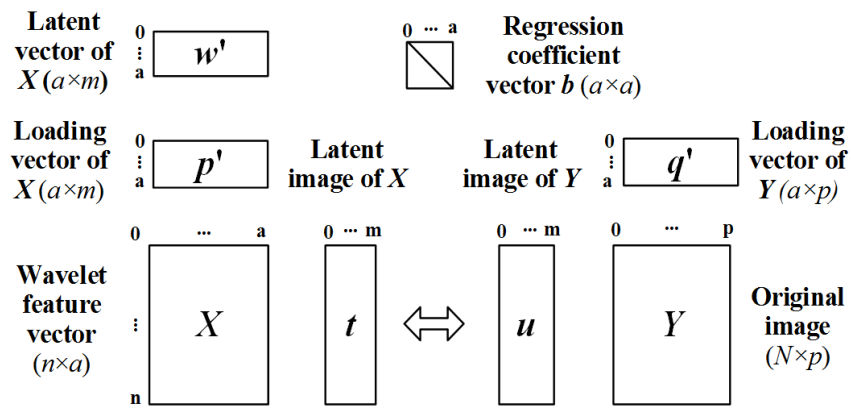 Latent
vector of
X (a×m)
0
⋮
a
w'
0 ··· a
Regression
coefficient
vector b (a×a)
Loading
vector of
X (a×m)
0
⋮
a
p'
Latent
image of X
Latent
image of Y
0
⋮
a
q'
Loading
vector of
Y (a×p)
0 ··· a
0 ··· m
0 ··· m
0 ··· p
Wavelet
feature
vector
(n×a)
⋮
n
X
t
u
Y
Original
image
(N×p)